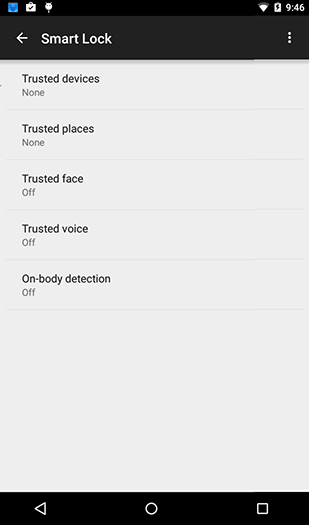 9:46
Smart Lock
Trusted devices
None
Trusted places
None
Trusted face
Off
Trusted voice
Off
On-body detection
Off